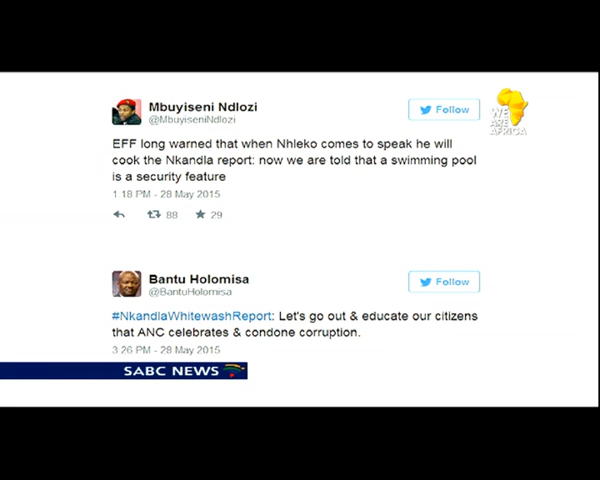 Mbuyiseni Ndlozi
@MbuyiseniNdlozi
Follow
WE ARE AFRICA
EFF long warned that when Nhleko comes to speak he will
cook the Nkandla report: now we are told that a swimming pool
is a security feature
1:18 PM - 28 May 2015
88 29
Bantu Holomisa
@BantuHolomisa
Follow
#NkandlaWhitewashReport: Let's go out & educate our citizens
that ANC celebrates & condone corruption.
3:26 PM - 28 May 2015
SABC NEWS